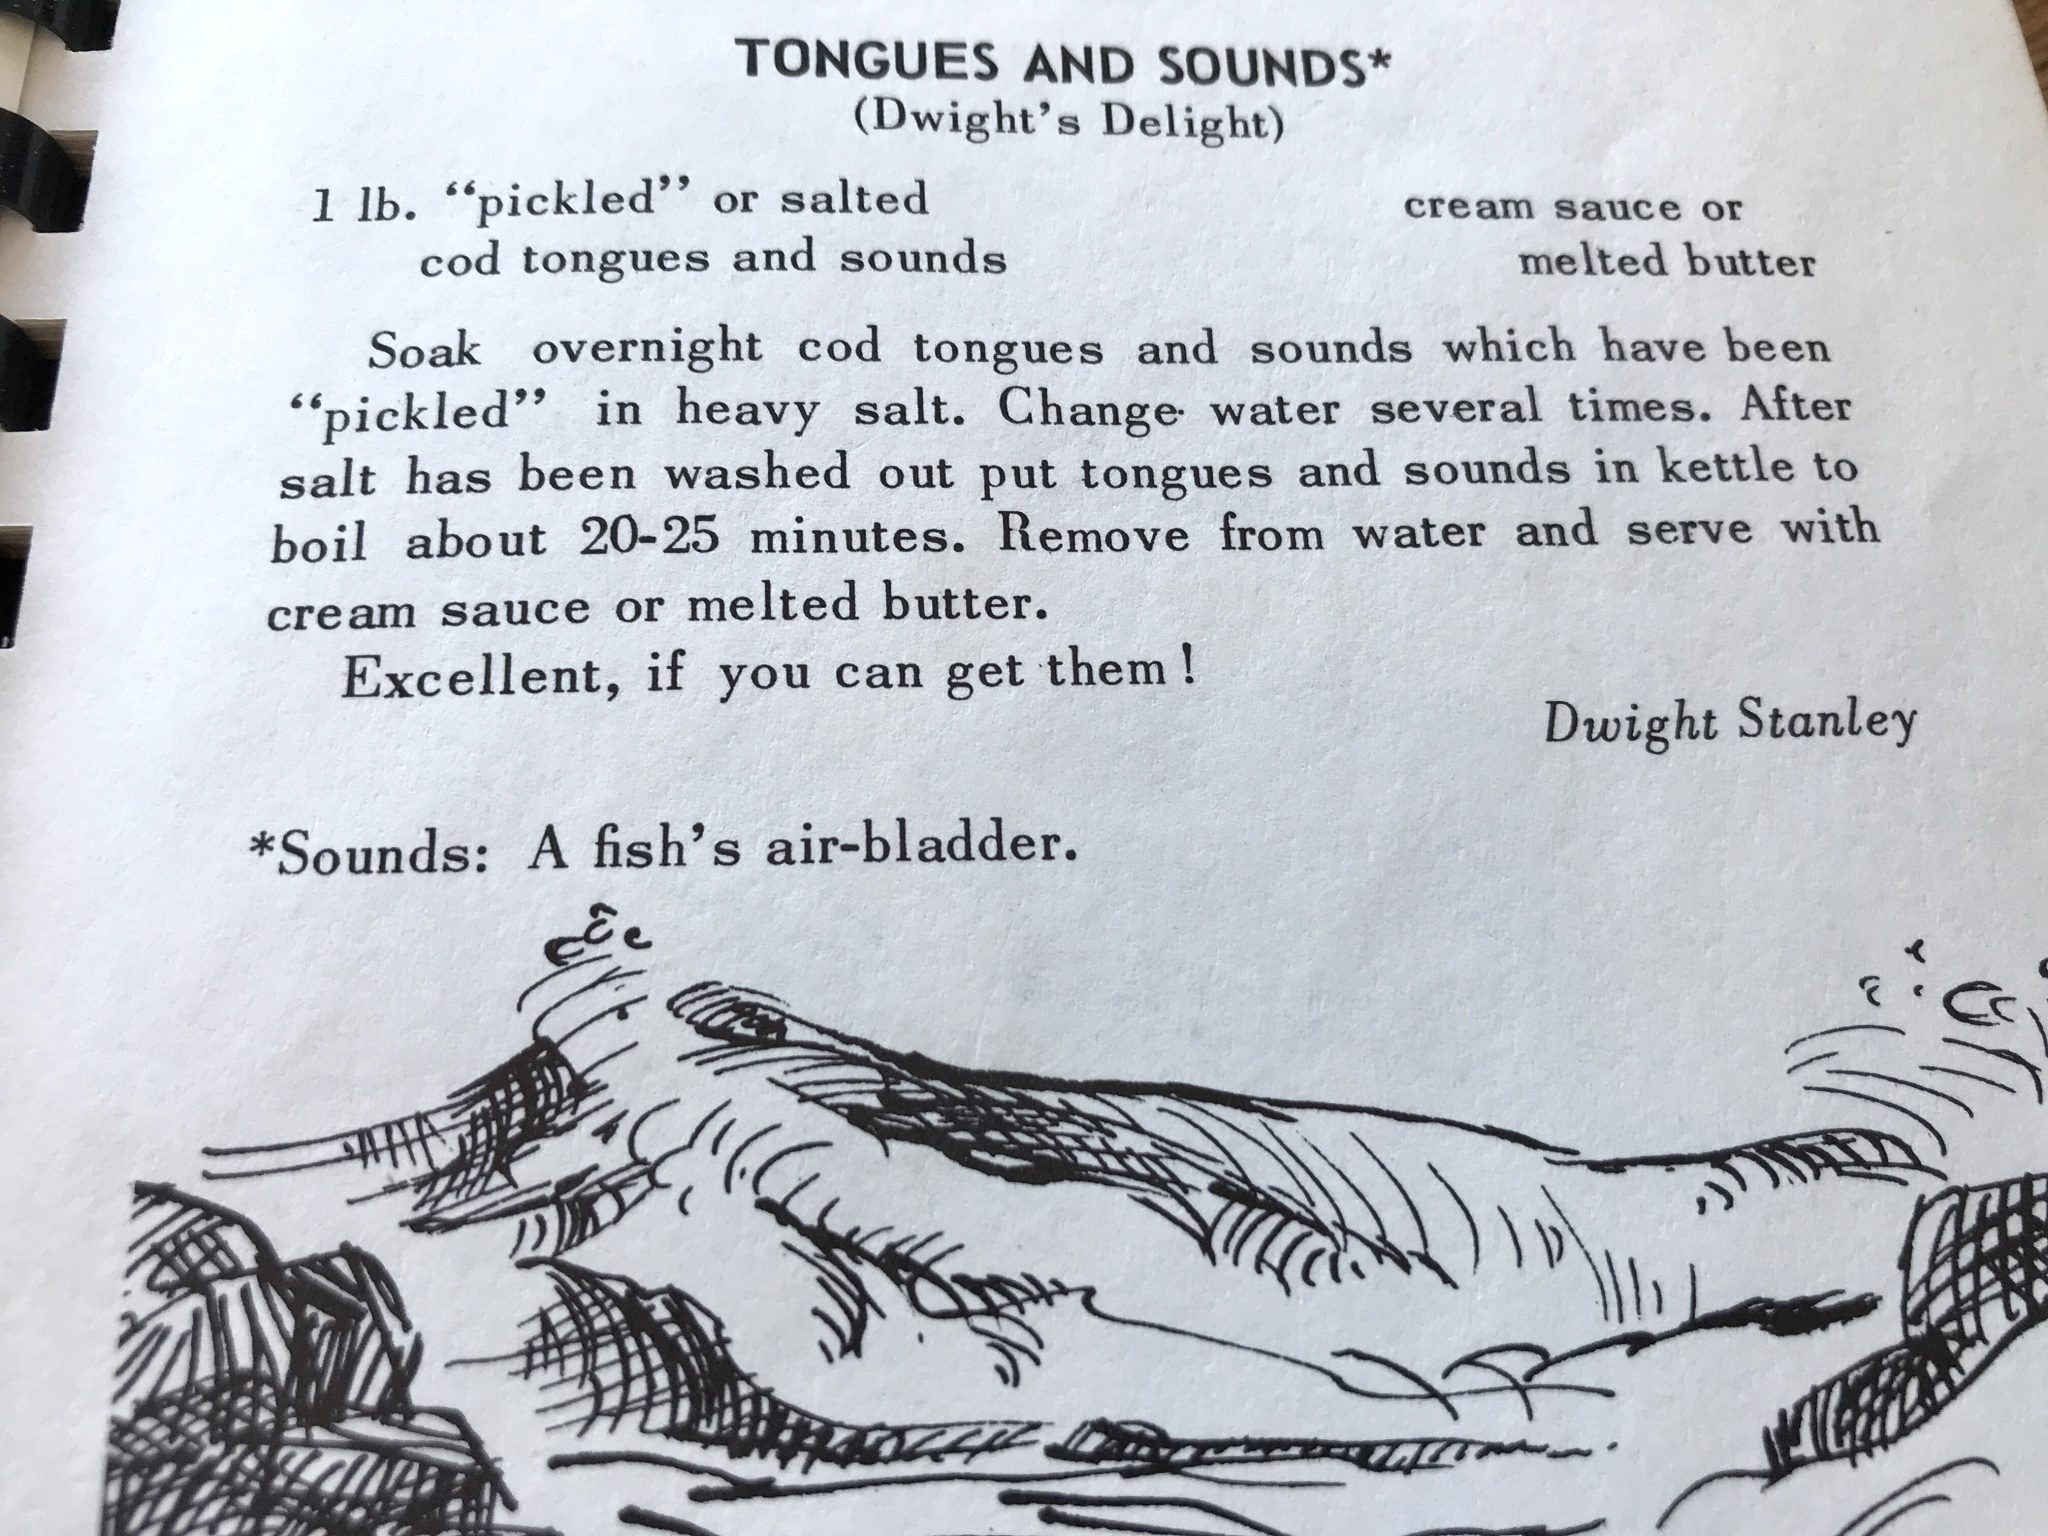 TONGUES AND SOUNDS*
(Dwight's Delight)
1 lb. “pickled” or salted
cod tongues and sounds
cream sauce or
melted butter
Soak overnight cod tongues and sounds which have been
“pickled” in heavy salt. Change water several times. After
salt has been washed out put tongues and sounds in kettle to
boil about 20-25 minutes. Remove from water and serve with
cream sauce or melted butter.
Excellent, if you can get them!
Dwight Stanley
*Sounds: A fish's air-bladder.